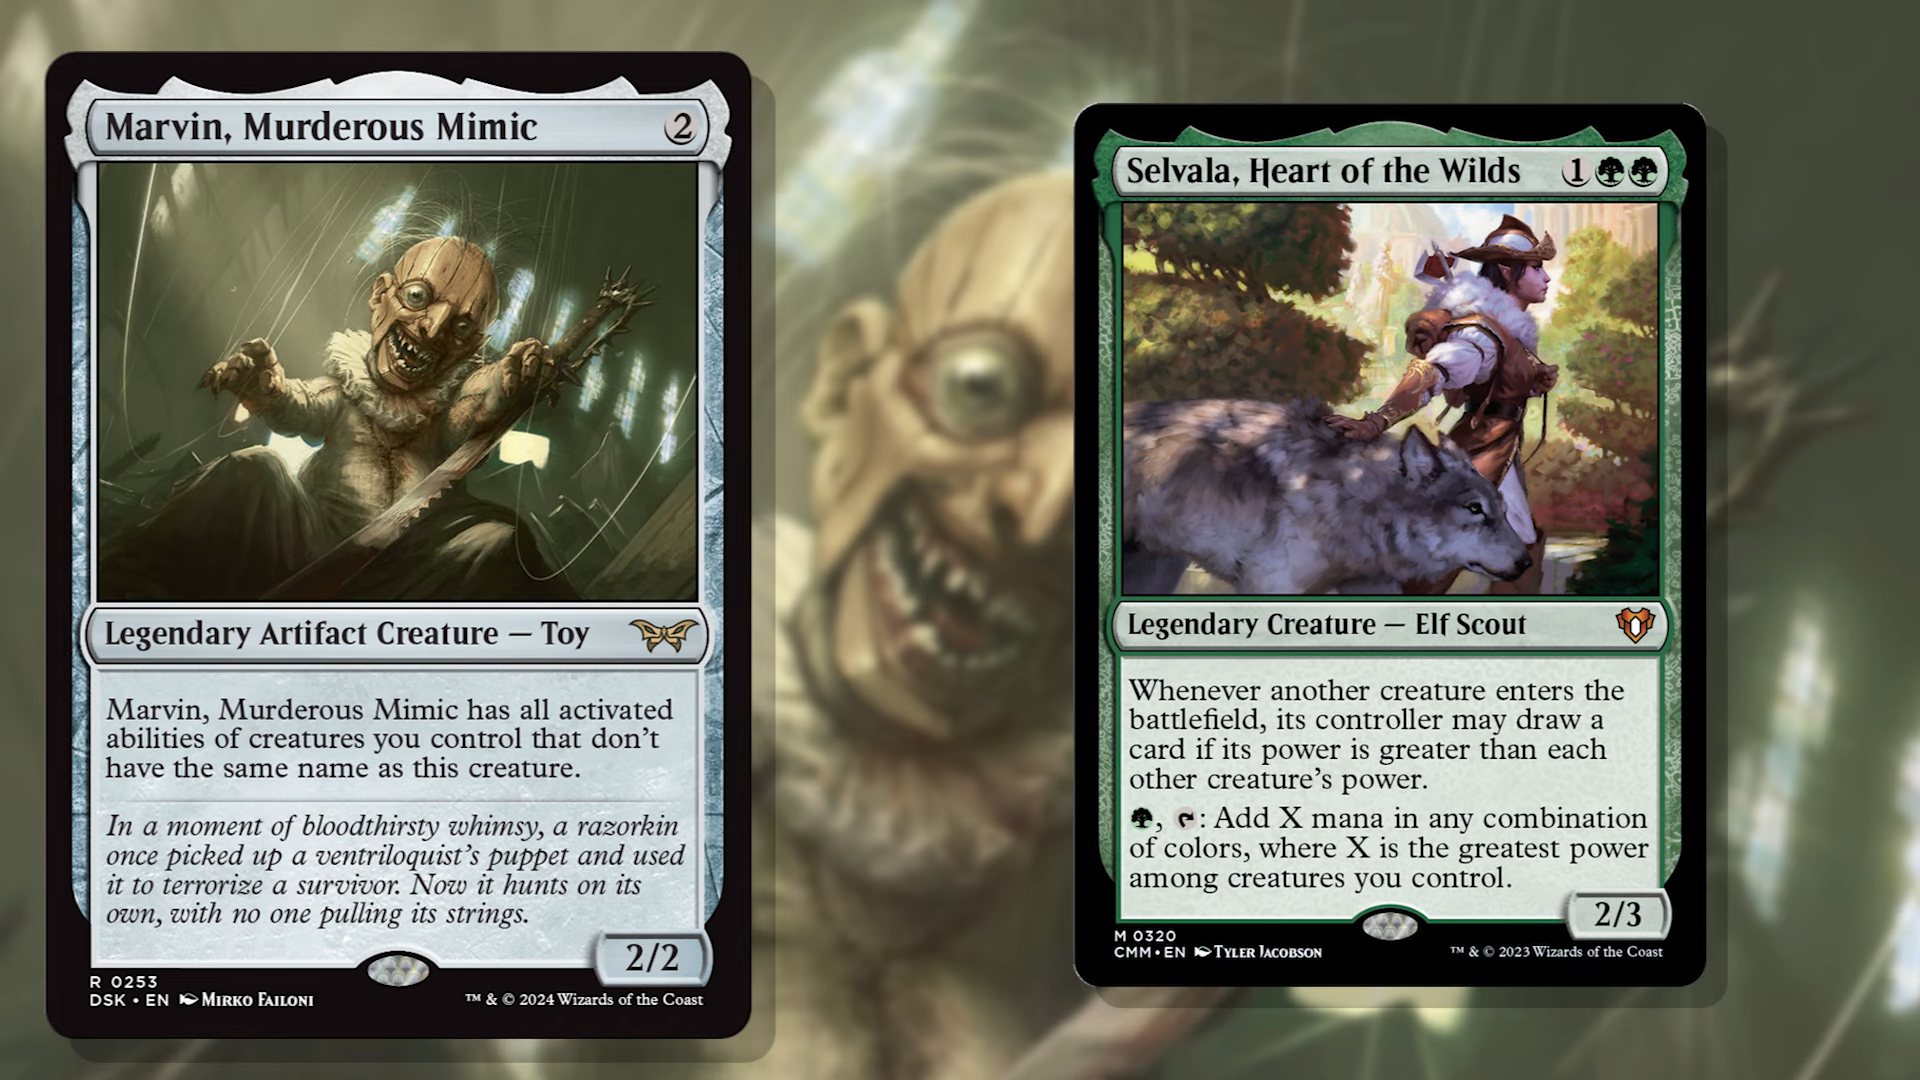 Marvin, Murderous Mimic 2
Legendary Artifact Creature — Toy
Marvin, Murderous Mimic has all activated
abilities of creatures you control that don't
have the same name as this creature.
In a moment of bloodthirsty whimsy, a razorkin
once picked up a ventriloquist's puppet and used
it to terrorize a survivor. Now it hunts on its
own, with no one pulling its strings.
2/2
R 0253
DSK • EN Mirko Failoni
™ & © 2024 Wizards of the Coast
Selvala, Heart of the Wilds 1
Legendary Creature — Elf Scout
Whenever another creature enters the
battlefield, its controller may draw a
card if its power is greater than each
other creature's power.
, : Add X mana in any combination
of colors, where X is the greatest power
among creatures you control.
2/3
M 0320
CMM • EN Tyler Jacobson
™ & © 2023 Wizards of the Coast